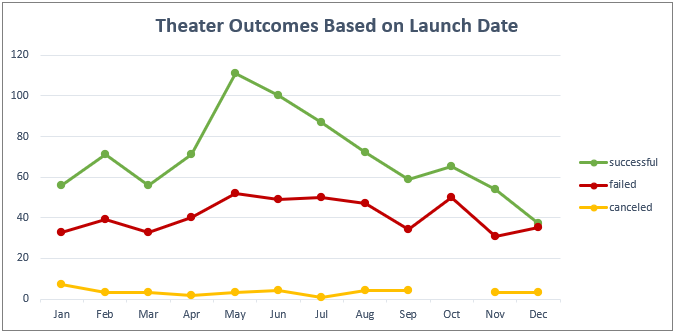 Theater Outcomes Based on Launch Date
120
100
80
60
40
20
0
Jan Feb Mar Apr May Jun Jul Aug Sep Oct Nov Dec
successful
failed
canceled